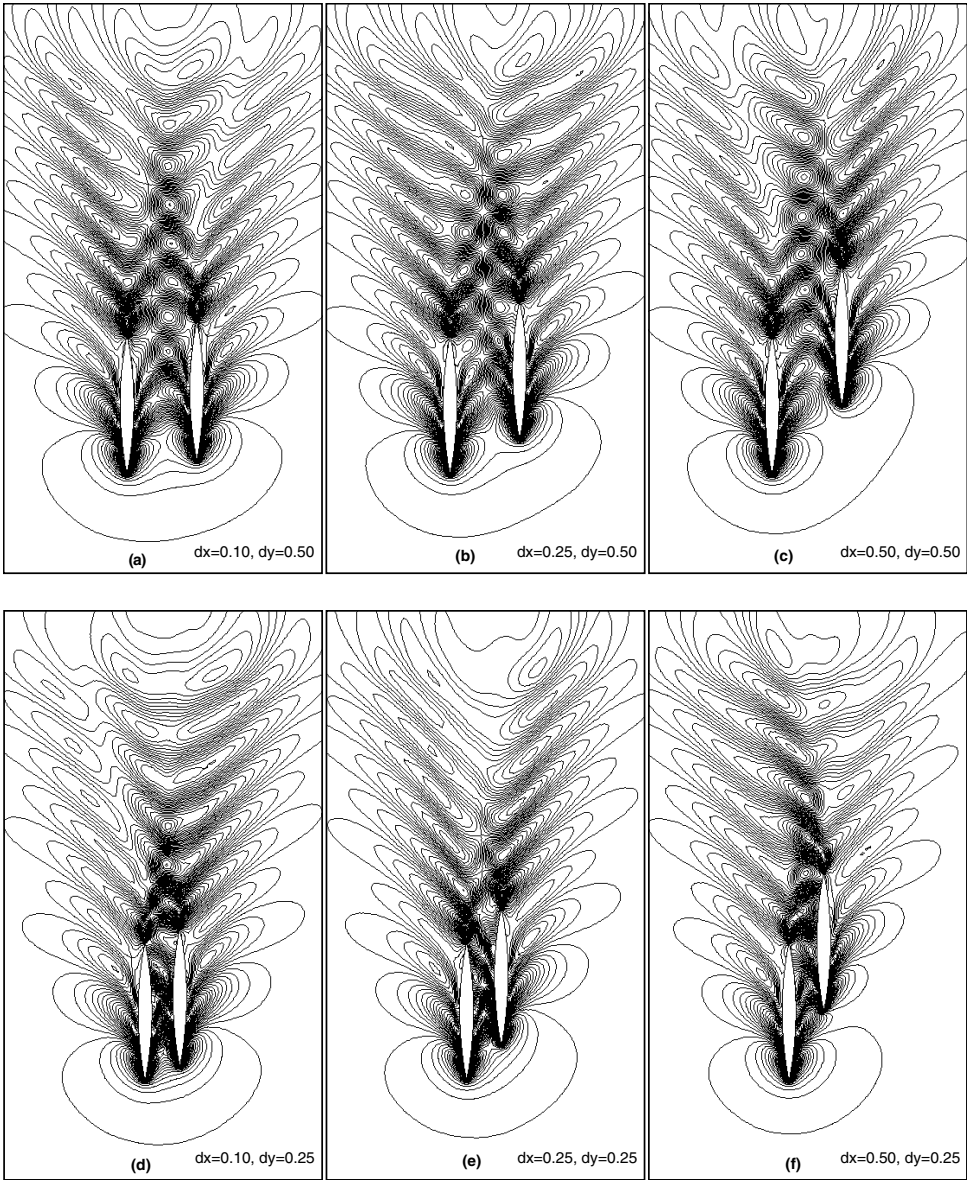 (a) dx=0.10, dy=0.50
(b) dx=0.25, dy=0.50
(c) dx=0.50, dy=0.50
(d) dx=0.10, dy=0.25
(e) dx=0.25, dy=0.25
(f) dx=0.50, dy=0.25